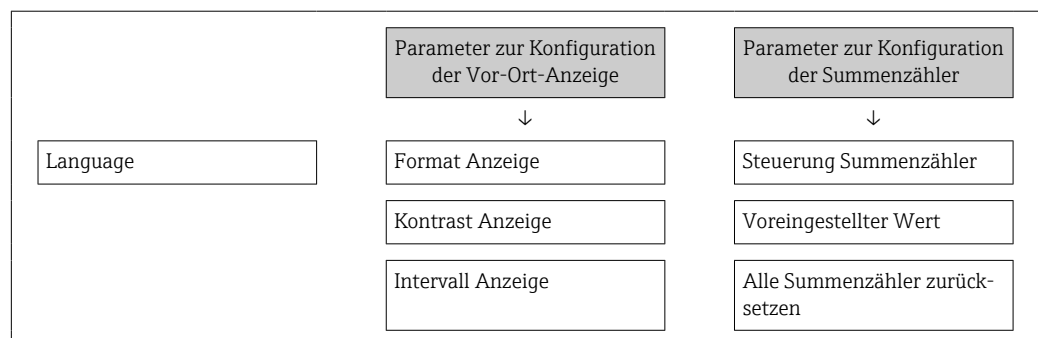 Parameter zur Konfiguration
der Vor-Ort-Anzeige
Parameter zur Konfiguration
der Summenzähler
↓
↓
Language
Format Anzeige
Steuerung Summenzähler
Kontrast Anzeige
Voreingestellter Wert
Intervall Anzeige
Alle Summenzähler zurück-
setzen